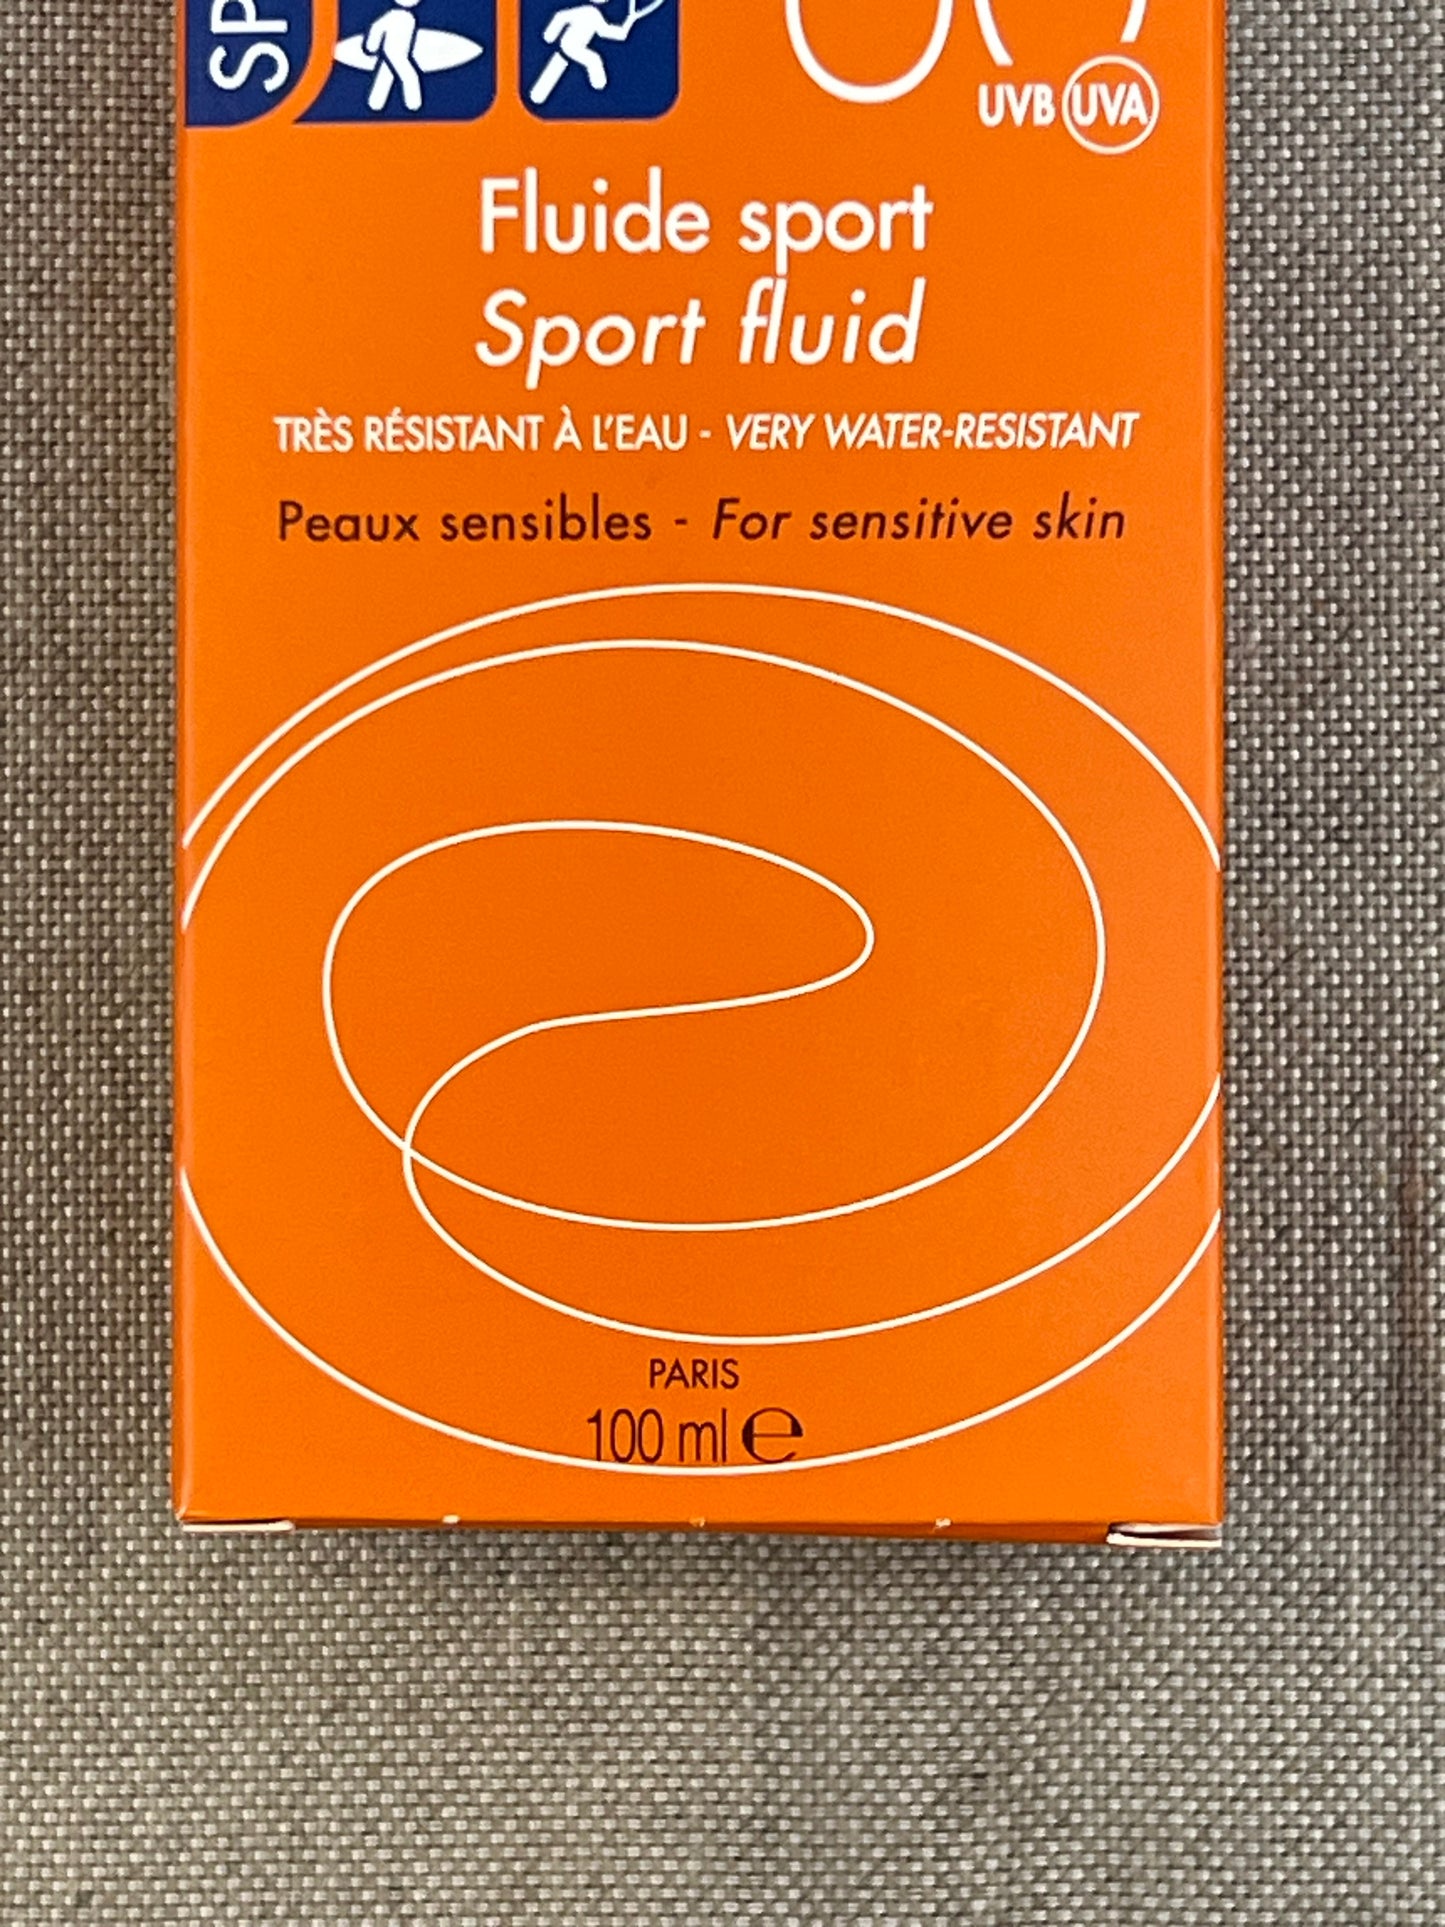 SP
UVB UVA
Fluide sport
Sport fluid
TRÈS RÉSISTANT À L'EAU - VERY WATER-RESISTANT
Peaux sensibles - For sensitive skin
PARIS
100 ml e